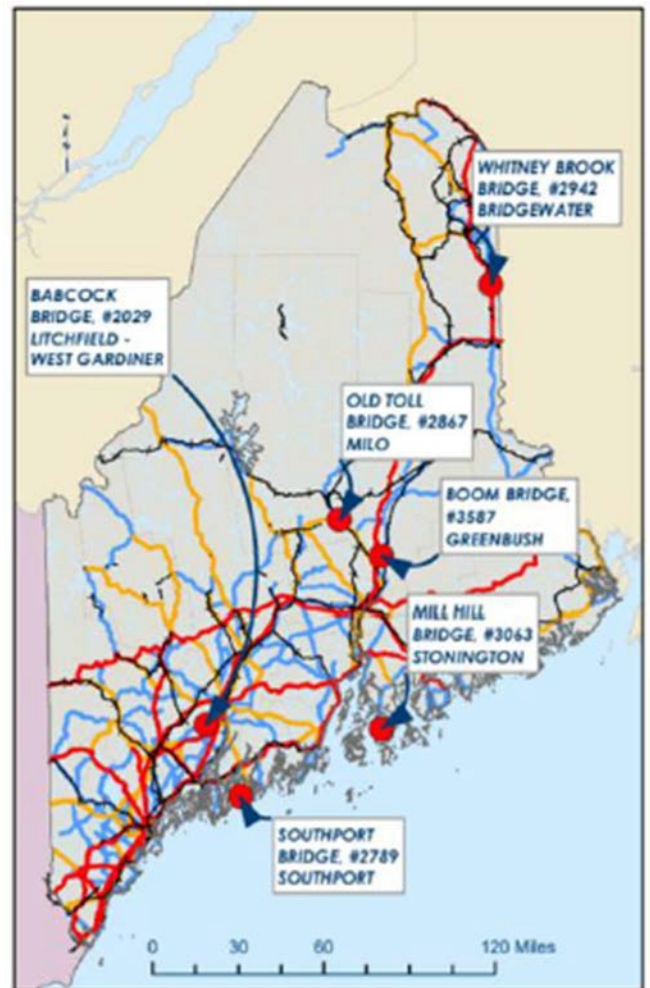 WHITNEY BROOK
BRIDGE, #2942
BRIDGEWATER
BABCOCK
BRIDGE, #2029
LITCHFIELD -
WEST GARDINER
OLD TOLL
BRIDGE, #2867
MILO
BOOM BRIDGE,
#3587
GREENBUSH
MILL HILL
BRIDGE, #3063
STONINGTON
SOUTHPORT
BRIDGE, #2789
SOUTHPORT
0 30 60 120 Miles